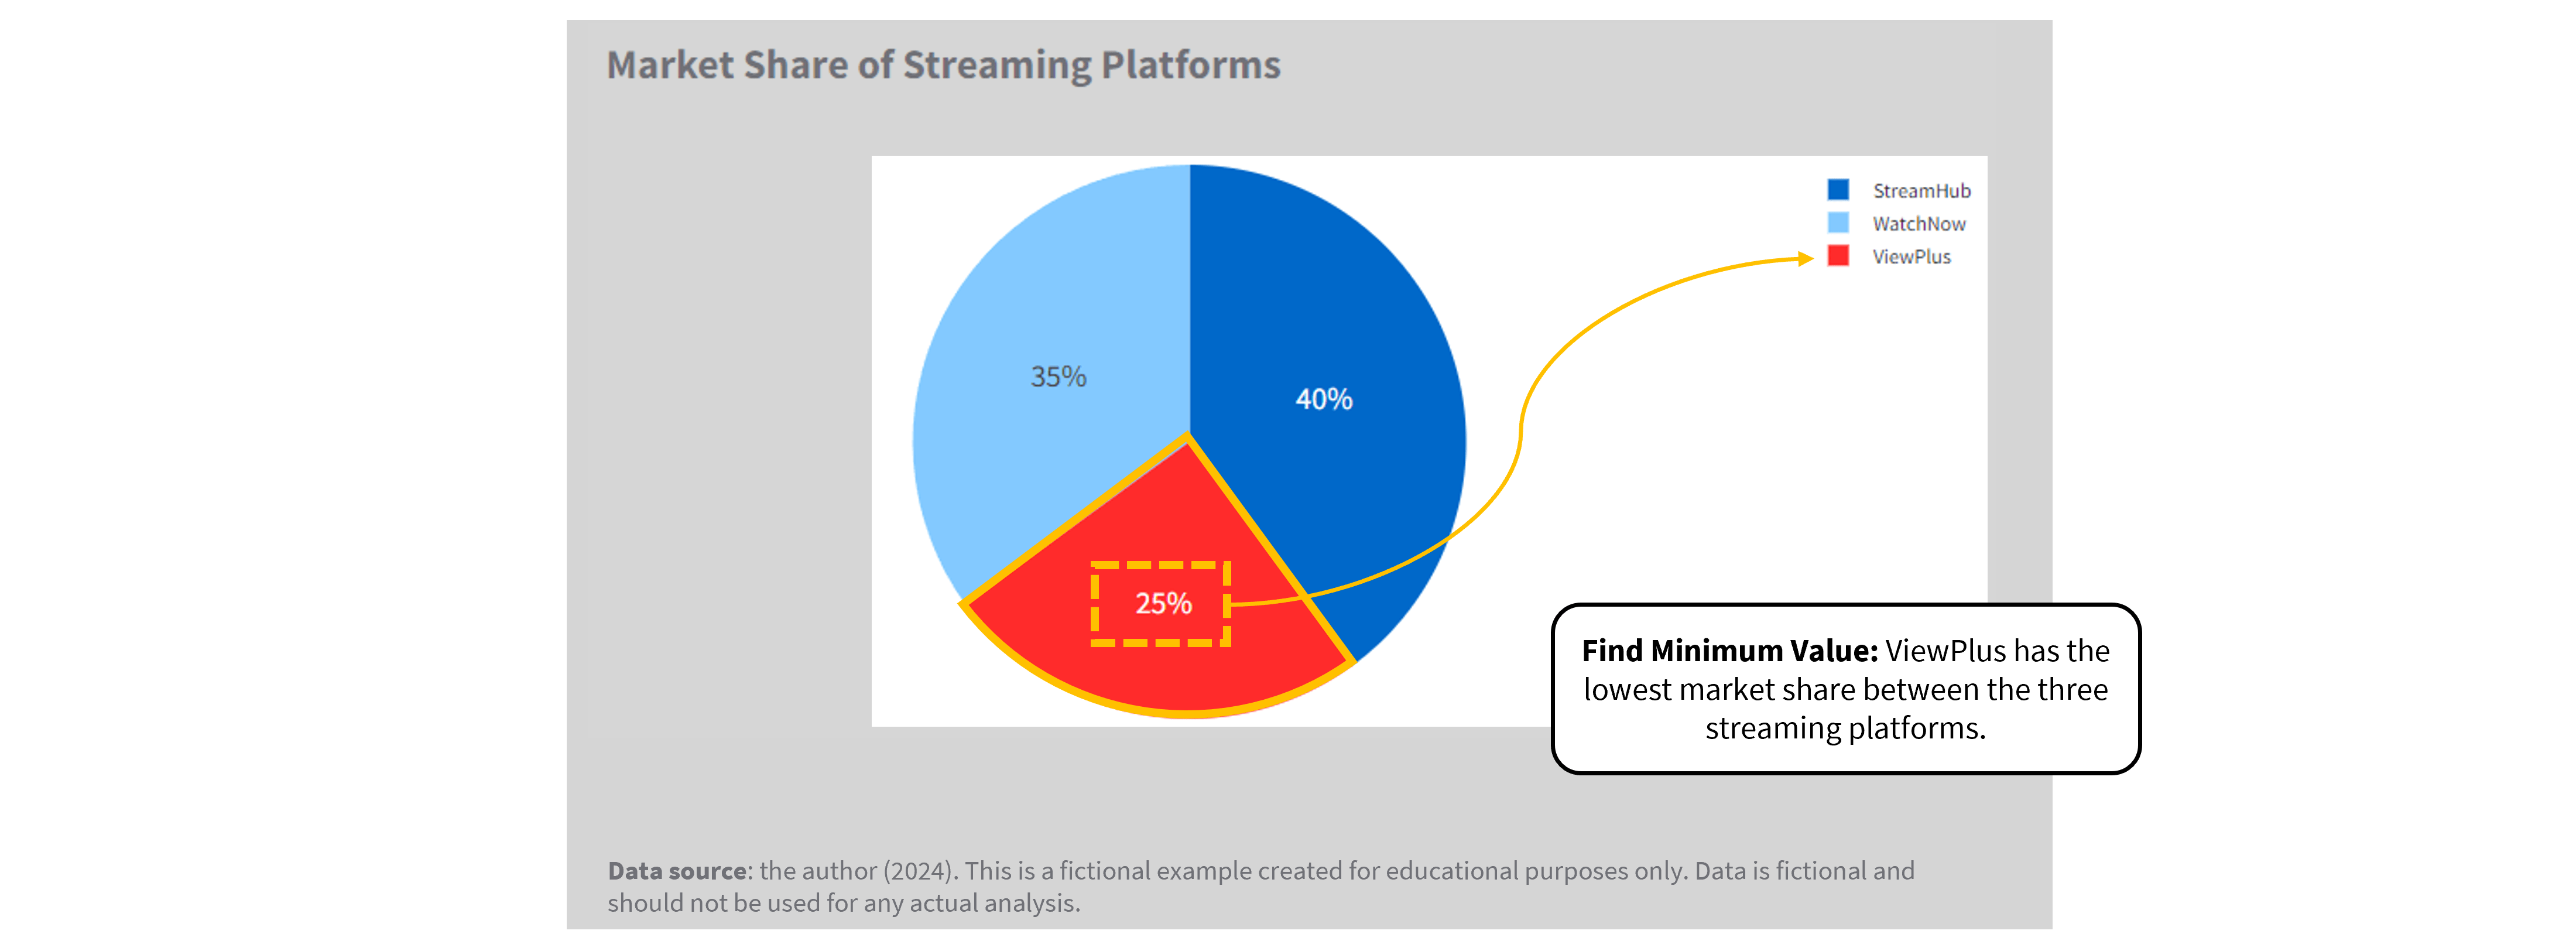 Market Share of Streaming Platforms
StreamHub
WatchNow
ViewPlus
35%
40%
25%
Find Minimum Value: ViewPlus has the
lowest market share between the three
streaming platforms.
Data source: the author (2024). This is a fictional example created for educational purposes only. Data is fictional and
should not be used for any actual analysis.